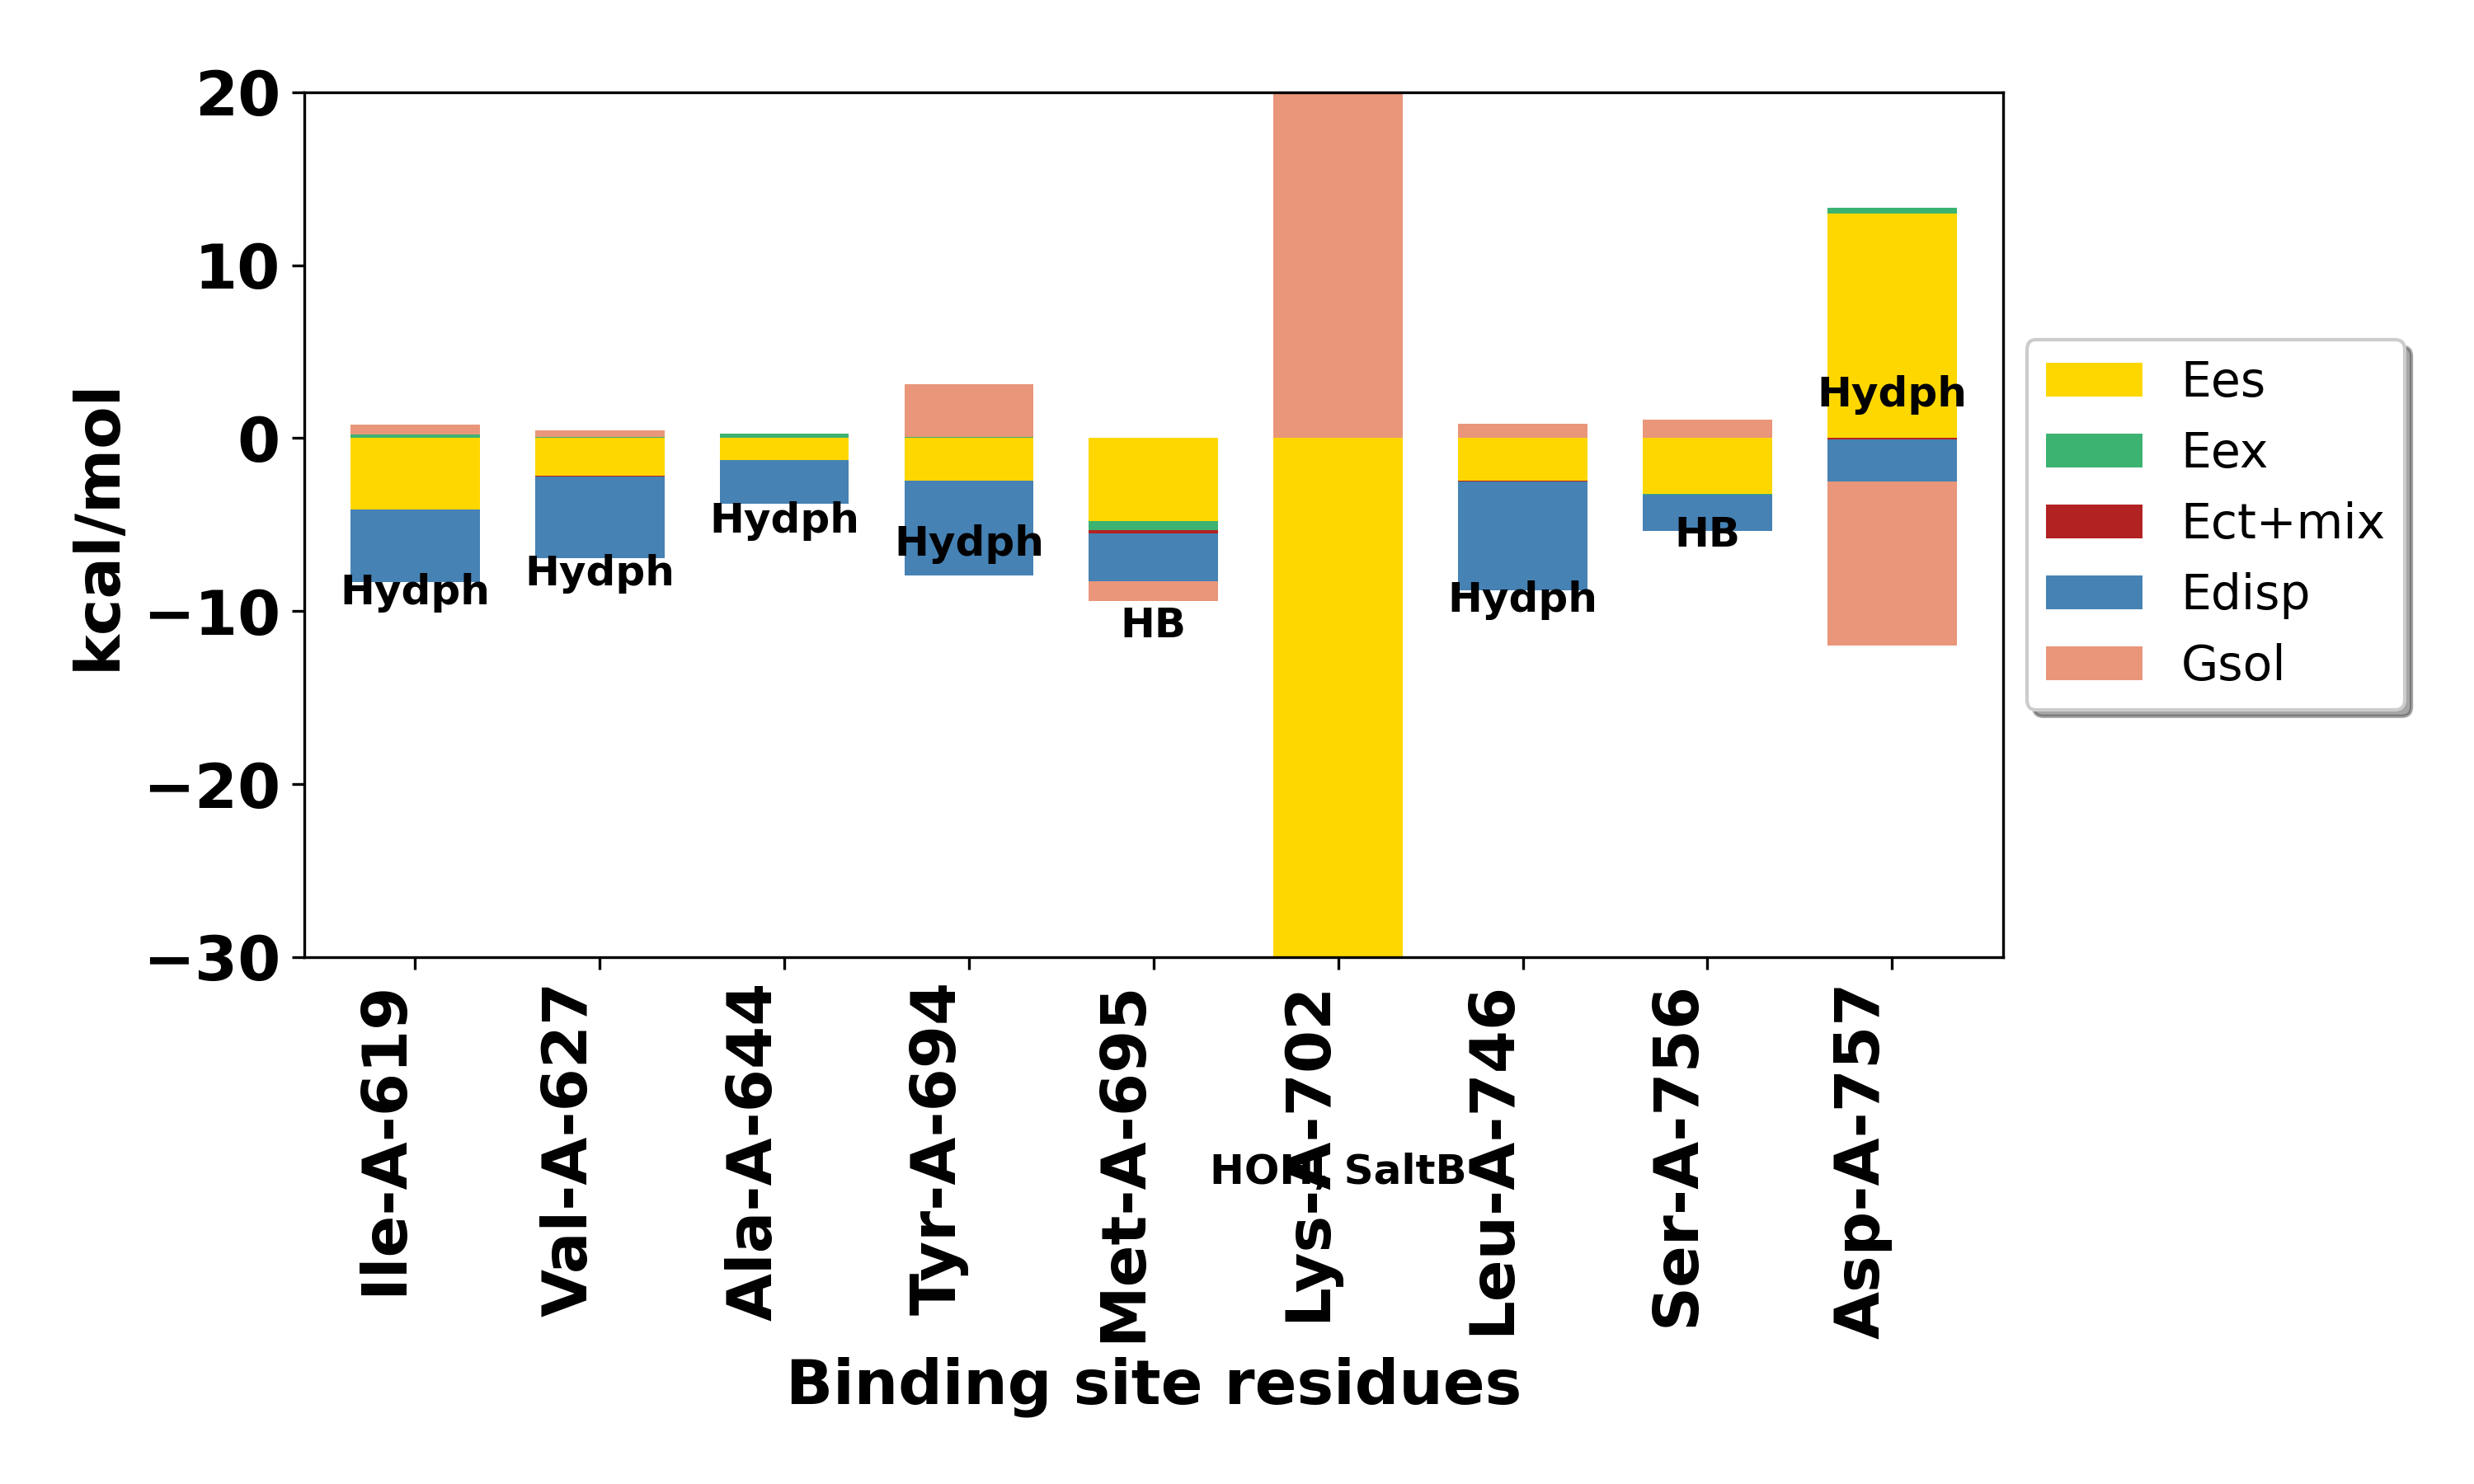 20
10
0
−10
−20
−30
kcal/mol
Hydph
Hydph
Hydph
Hydph
HB
HOH, SaltB
Hydph
HB
Hydph
Ile-A-619
Val-A-627
Ala-A-644
Tyr-A-694
Met-A-695
Lys-A-702
Leu-A-746
Ser-A-756
Asp-A-757
Binding site residues
Ees
Eex
Ect+mix
Edisp
Gsol